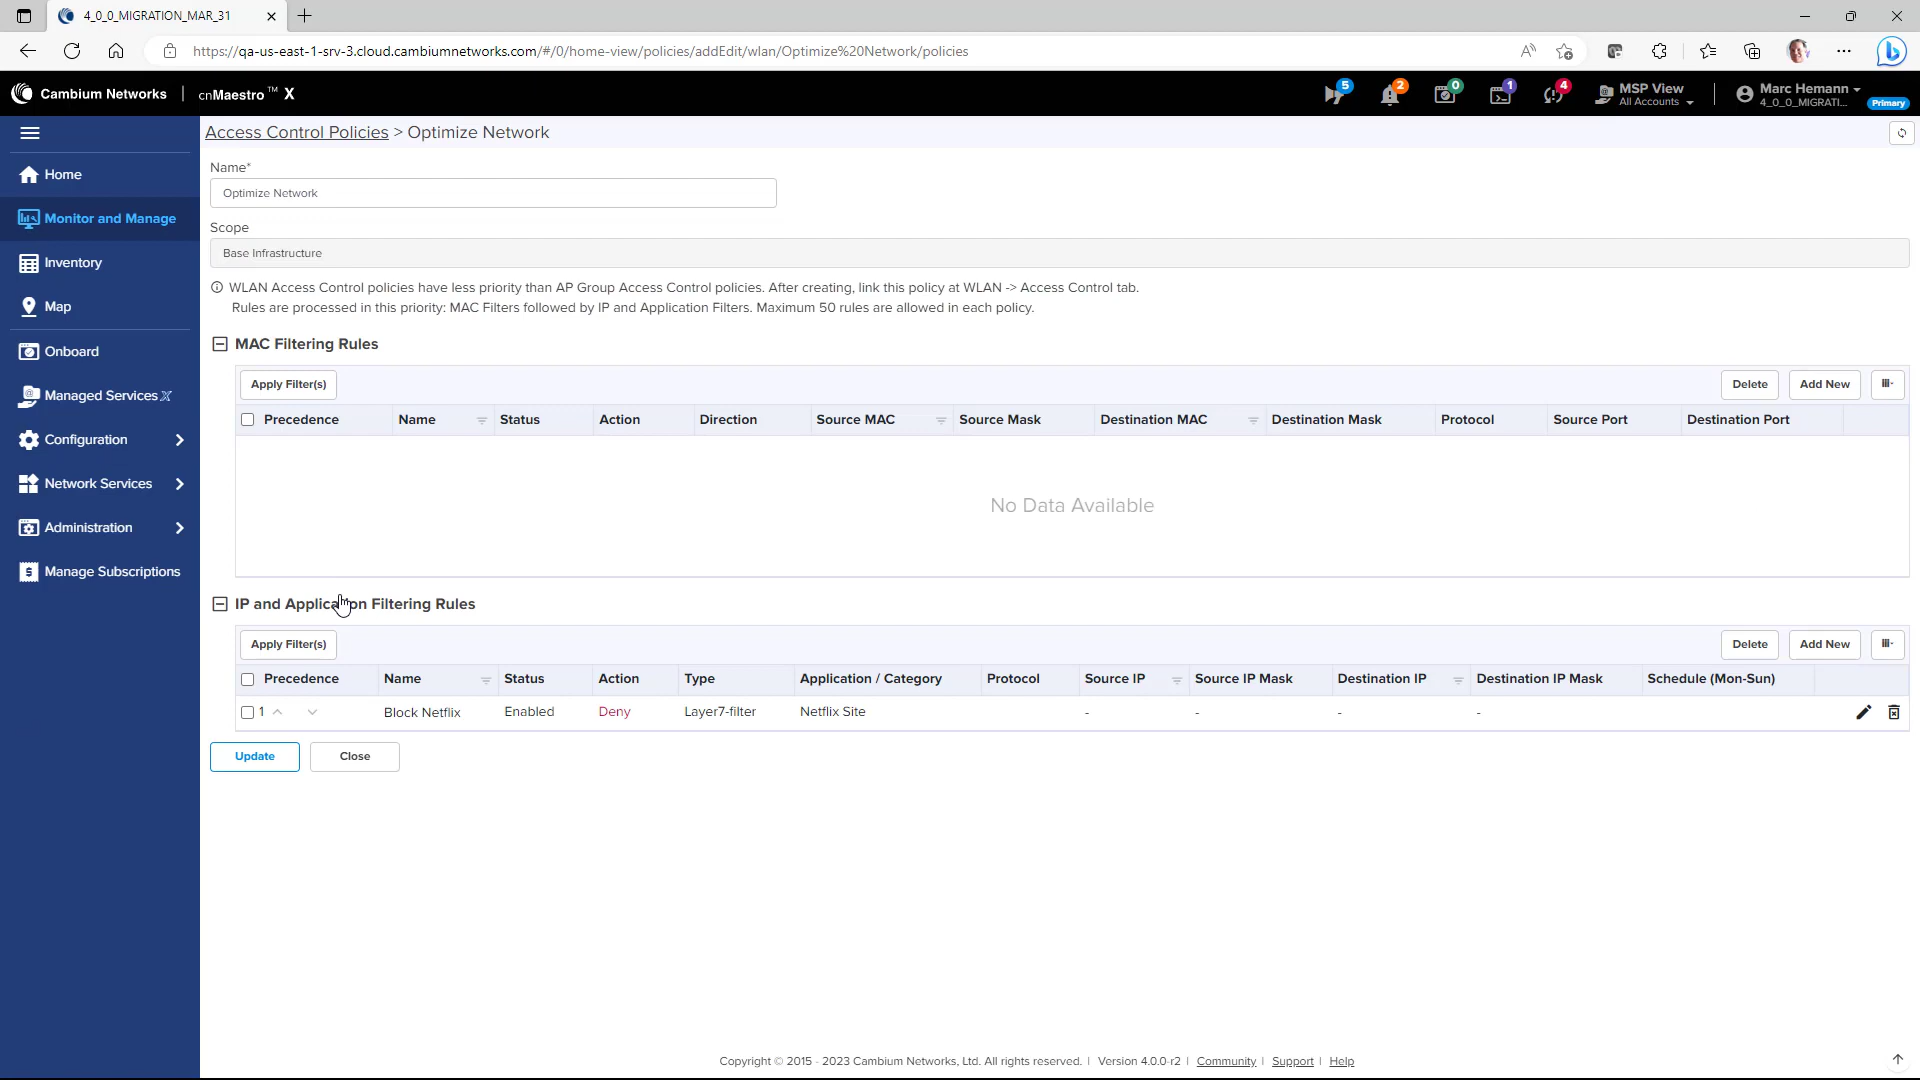 4_0_0_MIGRATION_MAR_31
https://qa-us-east-1-srv-3.cloud.cambiumnetworks.com/#/0/home-view/policies/addEdit/wlan/Optimize%20Network/policies
Cambium Networks | cnMaestro™ X
5 2 0 1 4
MSP View
All Accounts
Marc Hemann
4_0_0_MIGRATI...
Primary
Home
Monitor and Manage
Inventory
Map
Onboard
Managed Services X
Configuration
Network Services
Administration
Manage Subscriptions
Access Control Policies > Optimize Network
Name*
Optimize Network
Scope
Base Infrastructure
WLAN Access Control policies have less priority than AP Group Access Control policies. After creating, link this policy at WLAN -> Access Control tab.
Rules are processed in this priority: MAC Filters followed by IP and Application Filters. Maximum 50 rules are allowed in each policy.
MAC Filtering Rules
Apply Filter(s) Delete Add New
Precedence Name Status Action Direction Source MAC Source Mask Destination MAC Destination Mask Protocol Source Port Destination Port
No Data Available
IP and Application Filtering Rules
Apply Filter(s) Delete Add New
Precedence Name Status Action Type Application / Category Protocol Source IP Source IP Mask Destination IP Destination IP Mask Schedule (Mon-Sun)
1 Block Netflix Enabled Deny Layer7-filter Netflix Site - - - -
Update Close
Copyright © 2015 - 2023 Cambium Networks, Ltd. All rights reserved. | Version 4.0.0-r2 | Community | Support | Help